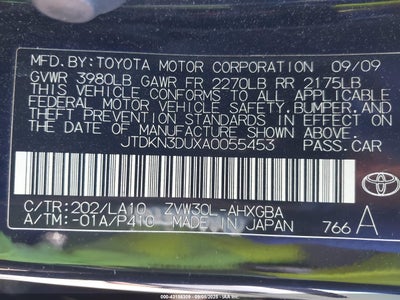 MFD. BY: TOYOTA MOTOR CORPORATION 09/09
GVWR 3980LB GAWR FR 2270LB RR 2175LB
THIS VEHICLE CONFORMS TO ALL APPLICABLE
FEDERAL MOTOR VEHICLE SAFETY, BUMPER, AND
THEFT PREVENTION STANDARDS IN EFFECT ON
THE DATE OF MANUFACTURE SHOWN ABOVE.
JTDKN3DUXA0055453 PASS. CAR
C/TR: 202/LA10 ZVW30L-AHXGBA
A/TM: -01A/P410 MADE IN JAPAN 766 A
TOYOTA